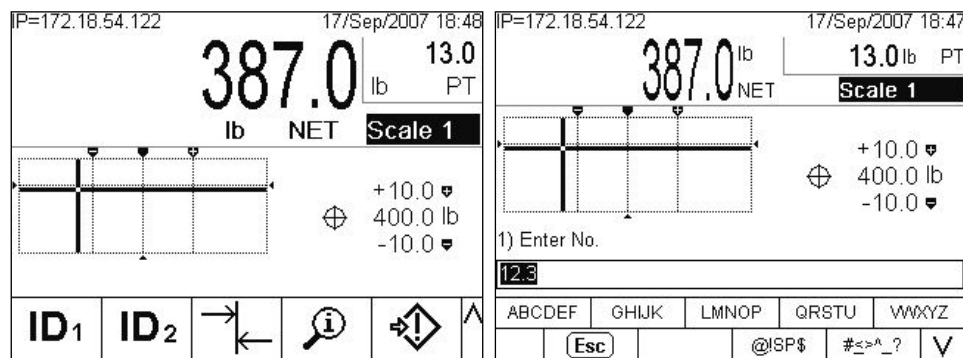 IP=172.18.54.122 17/Sep/2007 18:48
387.0 13.0
lb PT
lb NET Scale 1
+10.0
400.0 lb
-10.0
ID1 ID2
IP=172.18.54.122 17/Sep/2007 18:47
387.0 lb NET 13.0 lb PT
Scale 1
+10.0
400.0 lb
-10.0
1) Enter No.
12.3
ABCDEF GHIJK LMNOP QRSTU VWXYZ
Esc @!SP$ #<>^_?